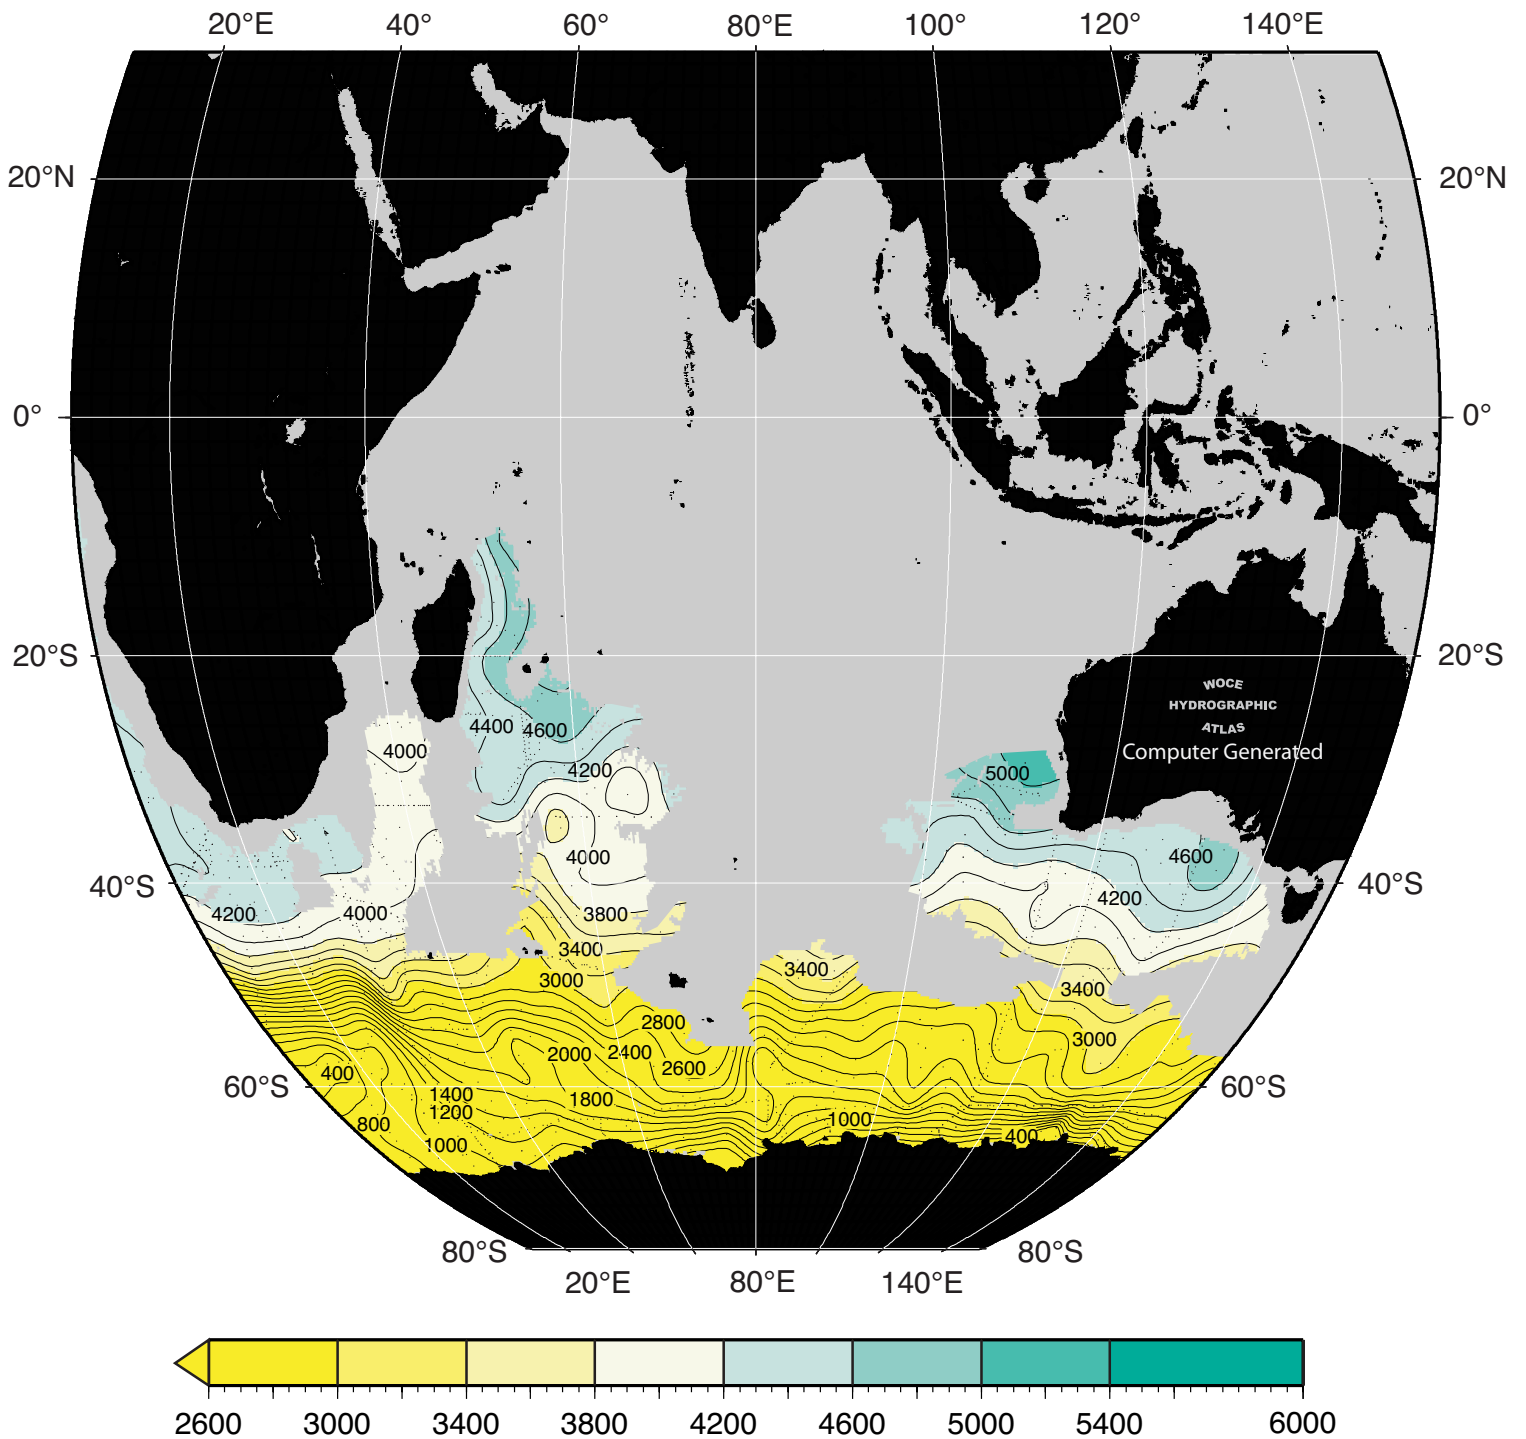 20°E 40° 60° 80°E 100° 120° 140°E
20°N 20°N
0° 0°
20°S 20°S
WOCE
HYDROGRAPHIC
ATLAS
Computer Generated
4400 4600
4000
4200
5000
4000
4600
40°S 40°S
4200
4200 4000 3800
3400
3400
3000
3400
2800
3000
2000 2400
2600
400
60°S 60°S
1400
1800
1200
800
1000
400
1000
80°S 80°S
20°E 80°E 140°E
2600 3000 3400 3800 4200 4600 5000 5400 6000